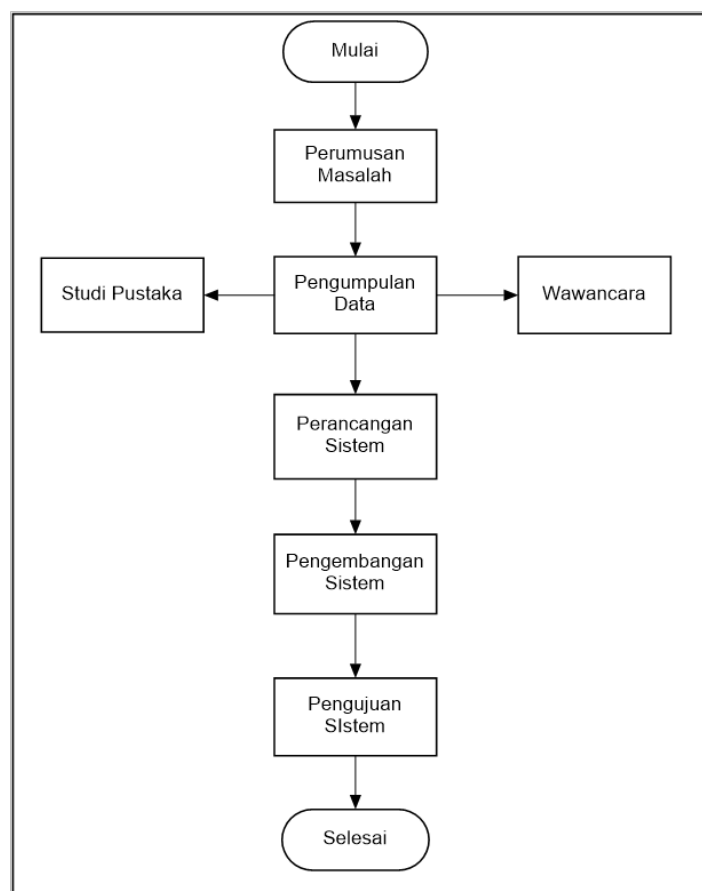 Mulai
Perumusan
Masalah
Studi Pustaka
Pengumpulan
Data
Wawancara
Perancangan
Sistem
Pengembangan
Sistem
Pengujuan
SIstem
Selesai